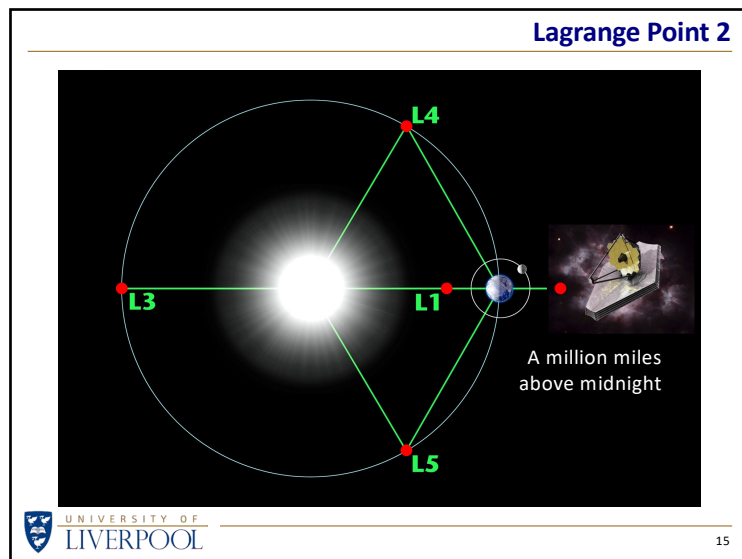 Lagrange Point 2
L4
L3
L1
A million miles
above midnight
L5
UNIVERSITY OF
LIVERPOOL
15